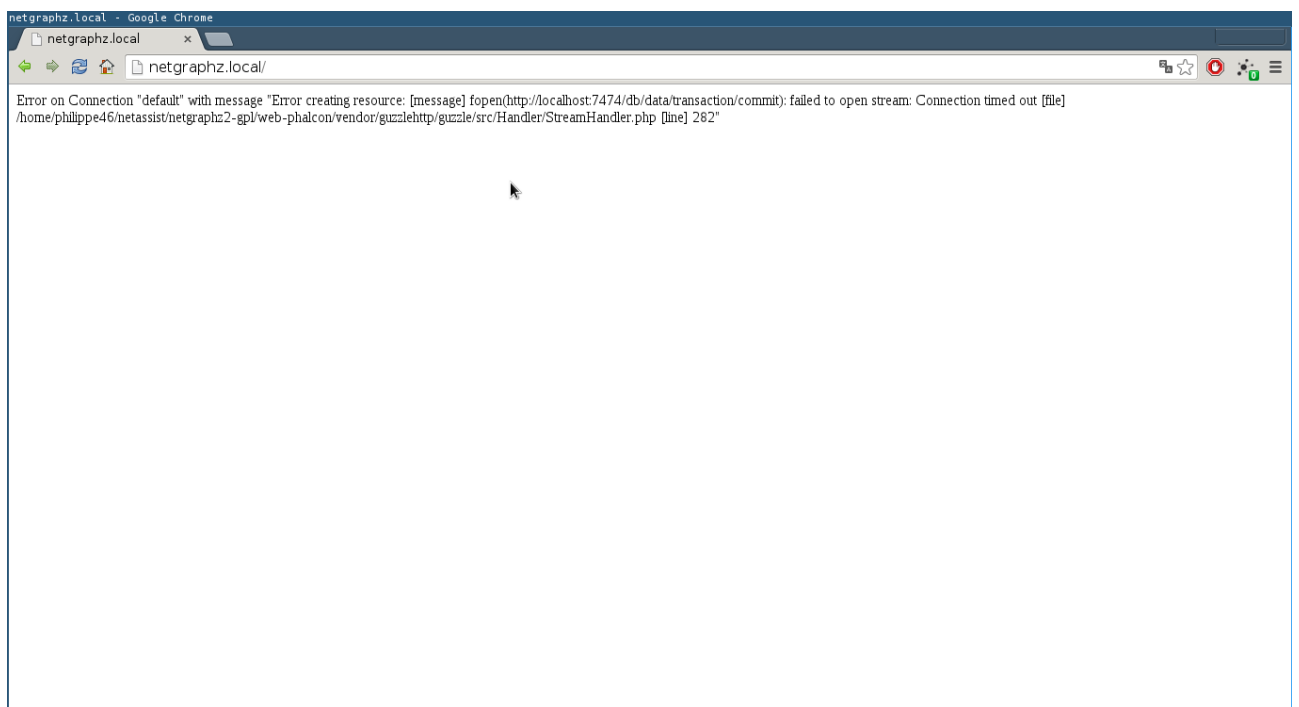 netgraphz.local - Google Chrome
netgraphz.local
netgraphz.local/
0
Error on Connection "default" with message "Error creating resource: [message] fopen(http://localhost:7474/db/data/transaction/commit): failed to open stream: Connection timed out [file]
/home/philippe46/netassist/netgraphz2-gpl/web-phalcon/vendor/guzzlehttp/guzzle/src/Handler/StreamHandler.php [line] 282"